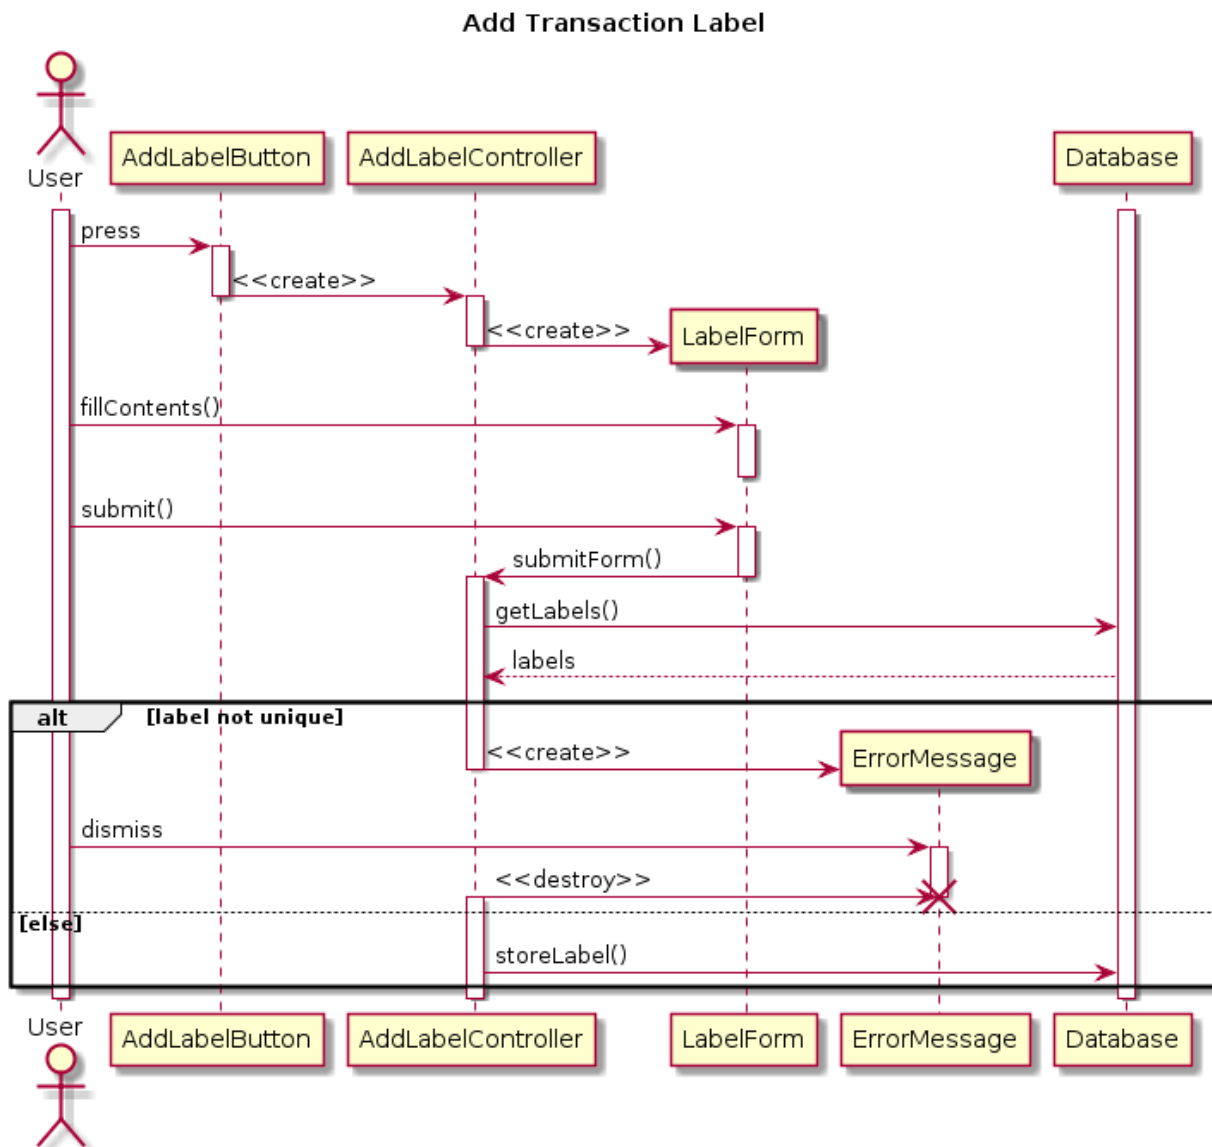 Add Transaction Label
User
AddLabelButton
AddLabelController
Database
press
<<create>>
<<create>>
LabelForm
fillContents()
submit()
submitForm()
getLabels()
labels
alt
[label not unique]
<<create>>
ErrorMessage
dismiss
<<destroy>>
[else]
storeLabel()
User
AddLabelButton
AddLabelController
LabelForm
ErrorMessage
Database